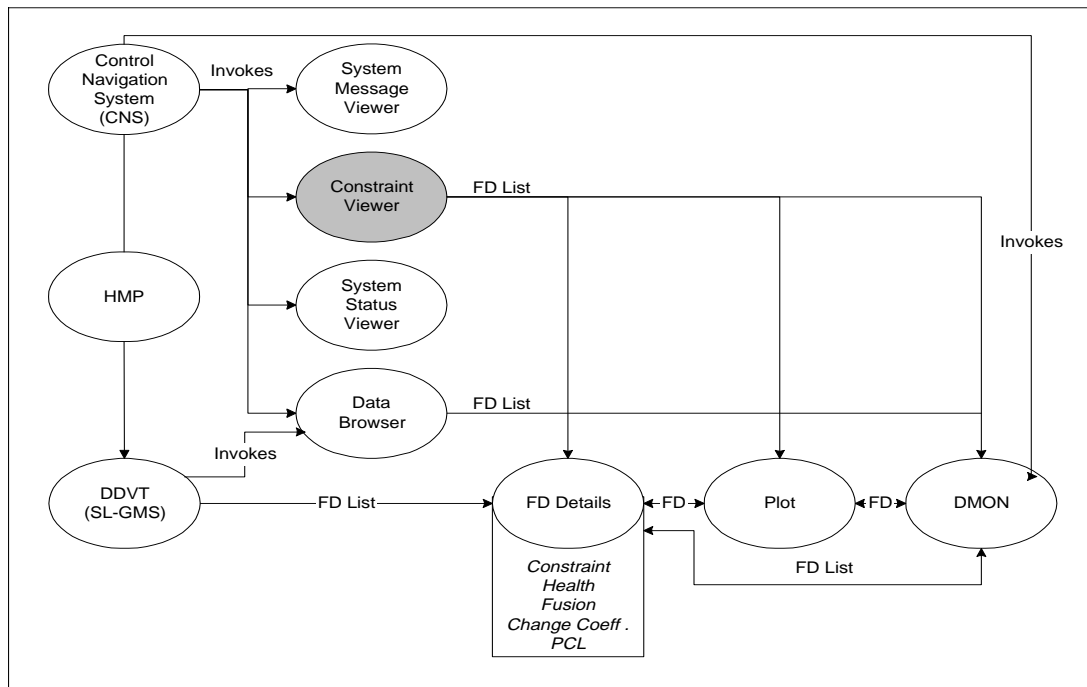 Control
Navigation
System
(CNS)
Invokes
System
Message
Viewer
Constraint
Viewer
FD List
Invokes
HMP
System
Status
Viewer
Data
Browser
FD List
Invokes
DDVT
(SL-GMS)
FD List
FD Details
FD
Plot
FD
DMON
FD List
Constraint
Health
Fusion
Change Coeff .
PCL